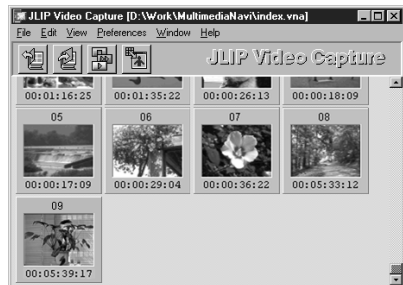 JLIP Video Capture [D:\Work\MultimediaNavi\index.vna]
File Edit View Preferences Window Help
JLIP Video Capture
00:01:16:25 00:01:35:22 00:00:26:13 00:00:18:09
05 06 07 08
00:00:17:09 00:00:29:04 00:00:36:22 00:05:33:12
09
00:05:39:17